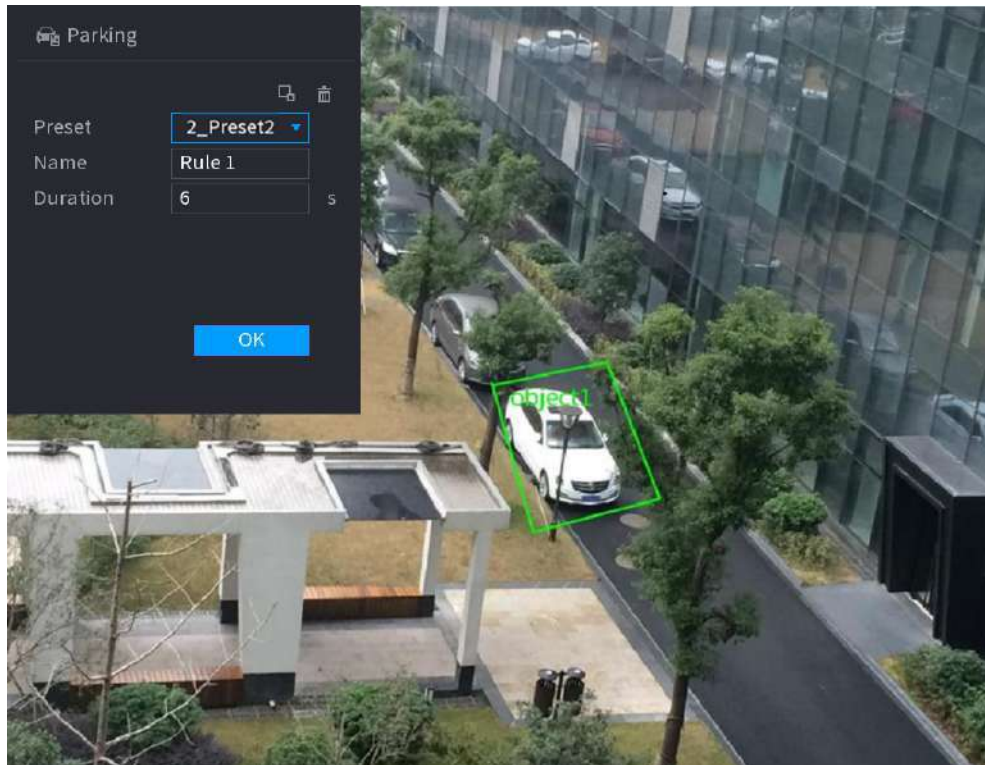 Parking
Preset 2_Preset2
Name Rule 1
Duration 6 s
OK
object1